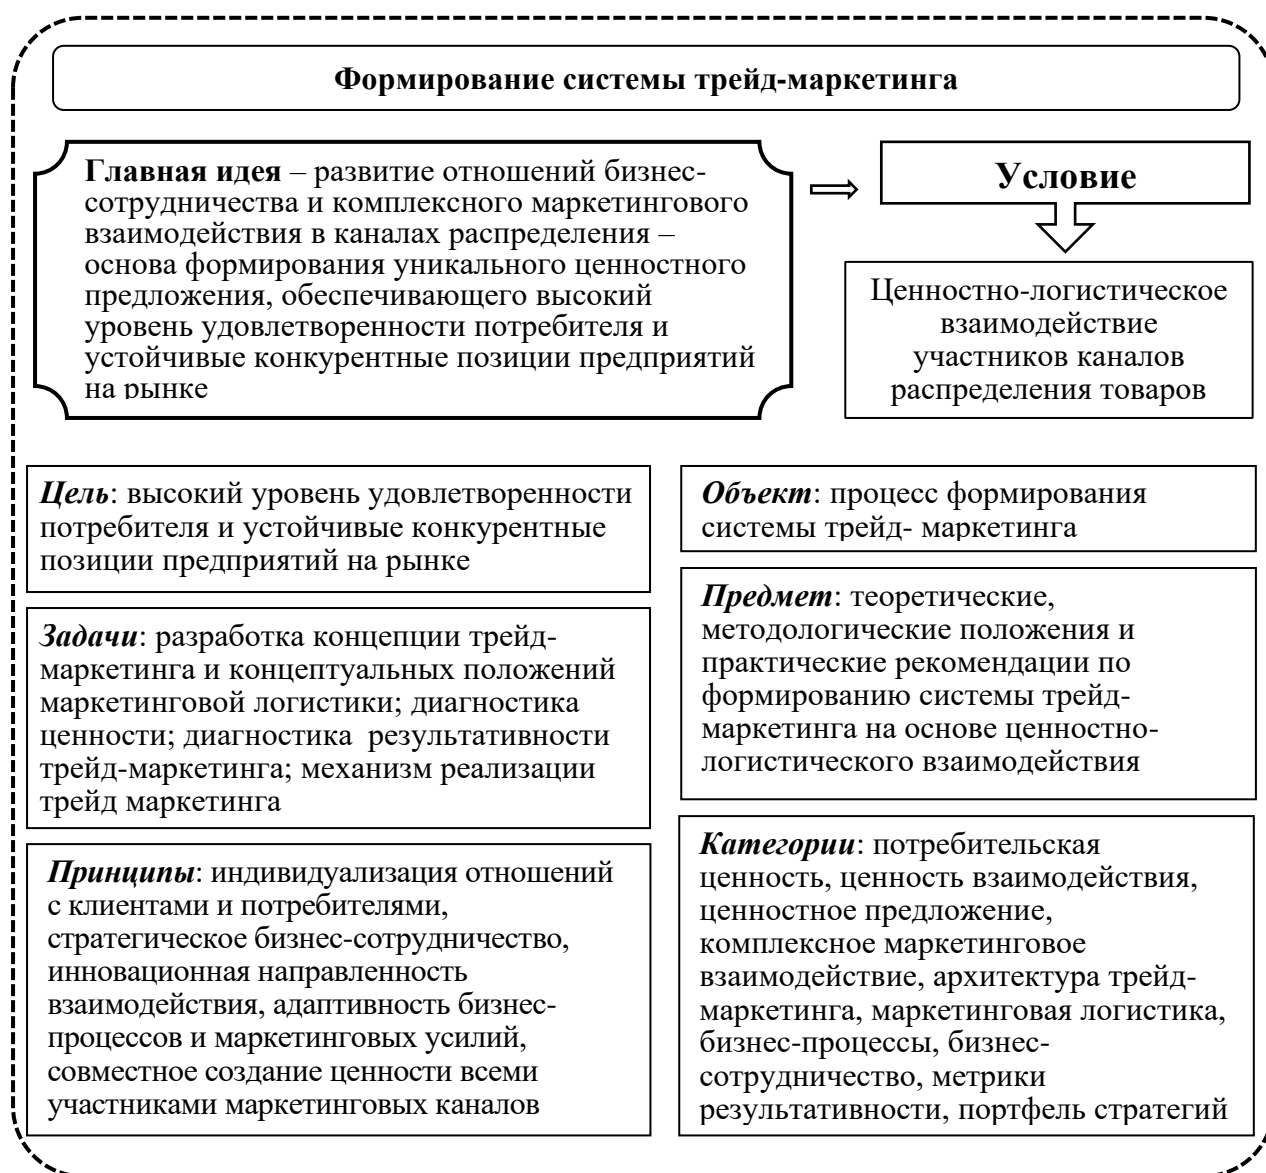 Формирование системы трейд-маркетинга
Главная идея – развитие отношений бизнес-
сотрудничества и комплексного маркетингового
взаимодействия в каналах распределения –
основа формирования уникального ценностного
предложения, обеспечивающего высокий
уровень удовлетворенности потребителя и
устойчивые конкурентные позиции предприятий
на рынке
Условие
Ценностно-логистическое
взаимодействие
участников каналов
распределения товаров
Цель: высокий уровень удовлетворенности
потребителя и устойчивые конкурентные
позиции предприятий на рынке
Задачи: разработка концепции трейд-
маркетинга и концептуальных положений
маркетинговой логистики; диагностика
ценности; диагностика  результативности
трейд-маркетинга; механизм реализации
трейд маркетинга
Принципы: индивидуализация отношений
с клиентами и потребителями,
стратегическое бизнес-сотрудничество,
инновационная направленность
взаимодействия, адаптивность бизнес-
процессов и маркетинговых усилий,
совместное создание ценности всеми
участниками маркетинговых каналов
Объект: процесс формирования
системы трейд- маркетинга
Предмет: теоретические,
методологические положения и
практические рекомендации по
формированию системы трейд-
маркетинга на основе ценностно-
логистического взаимодействия
Категории: потребительская
ценность, ценность взаимодействия,
ценностное предложение,
комплексное маркетинговое
взаимодействие, архитектура трейд-
маркетинга, маркетинговая логистика,
бизнес-процессы, бизнес-
сотрудничество, метрики
результативности, портфель стратегий